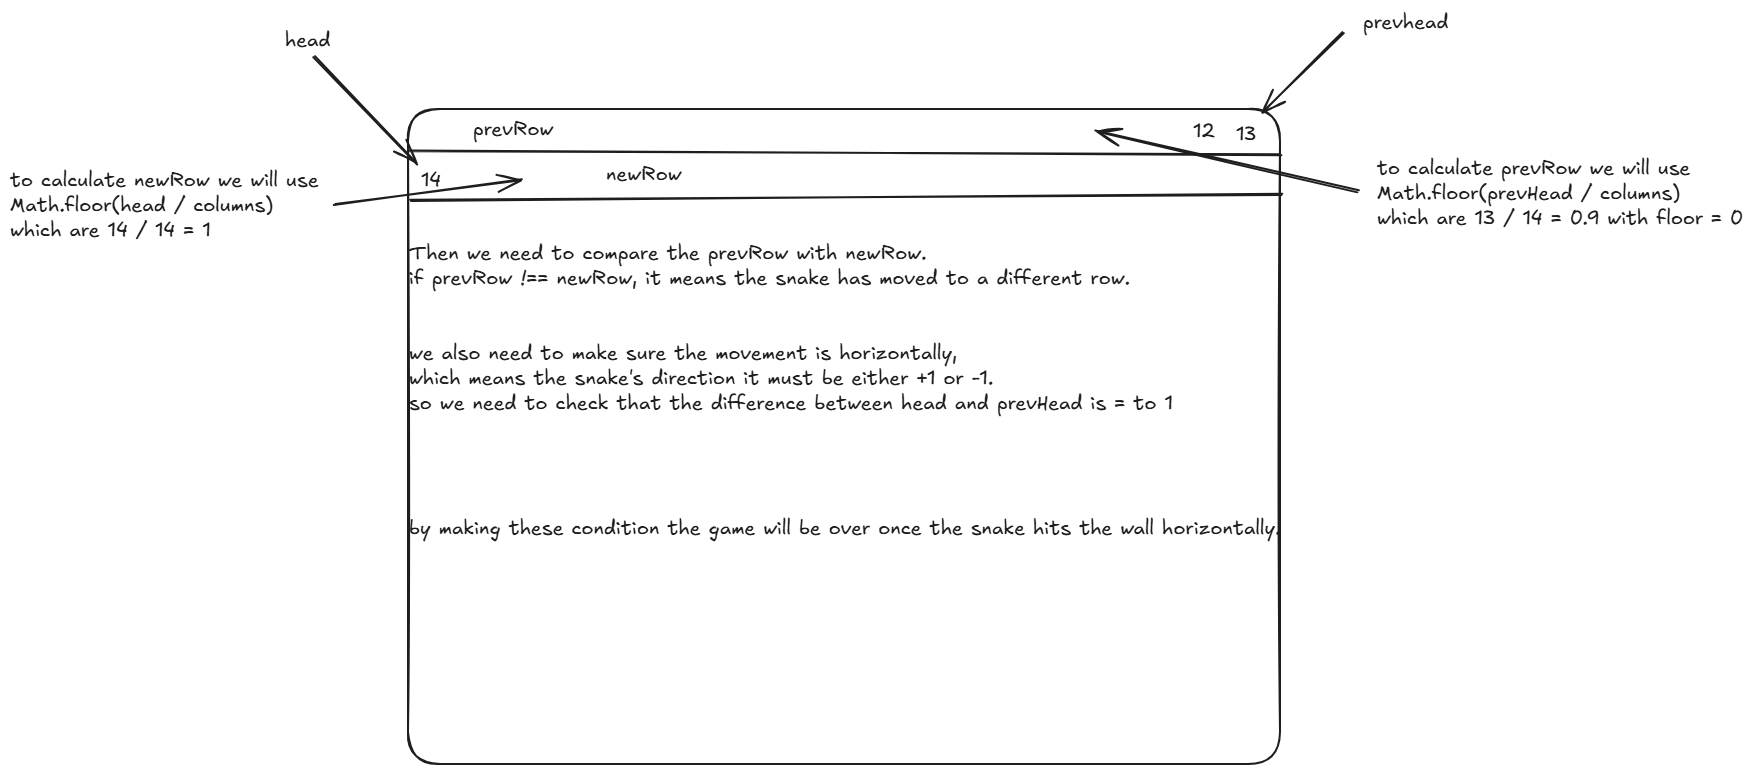 head
prevhead
prevRow
12 13
14
newRow
to calculate newRow we will use
Math.floor(head / columns)
which are 14 / 14 = 1
to calculate prevRow we will use
Math.floor(prevHead / columns)
which are 13 / 14 = 0.9 with floor = 0
Then we need to compare the prevRow with newRow.
if prevRow !== newRow, it means the snake has moved to a different row.
we also need to make sure the movement is horizontally,
which means the snake's direction it must be either +1 or -1.
so we need to check that the difference between head and prevHead is = to 1
by making these condition the game will be over once the snake hits the wall horizontally.